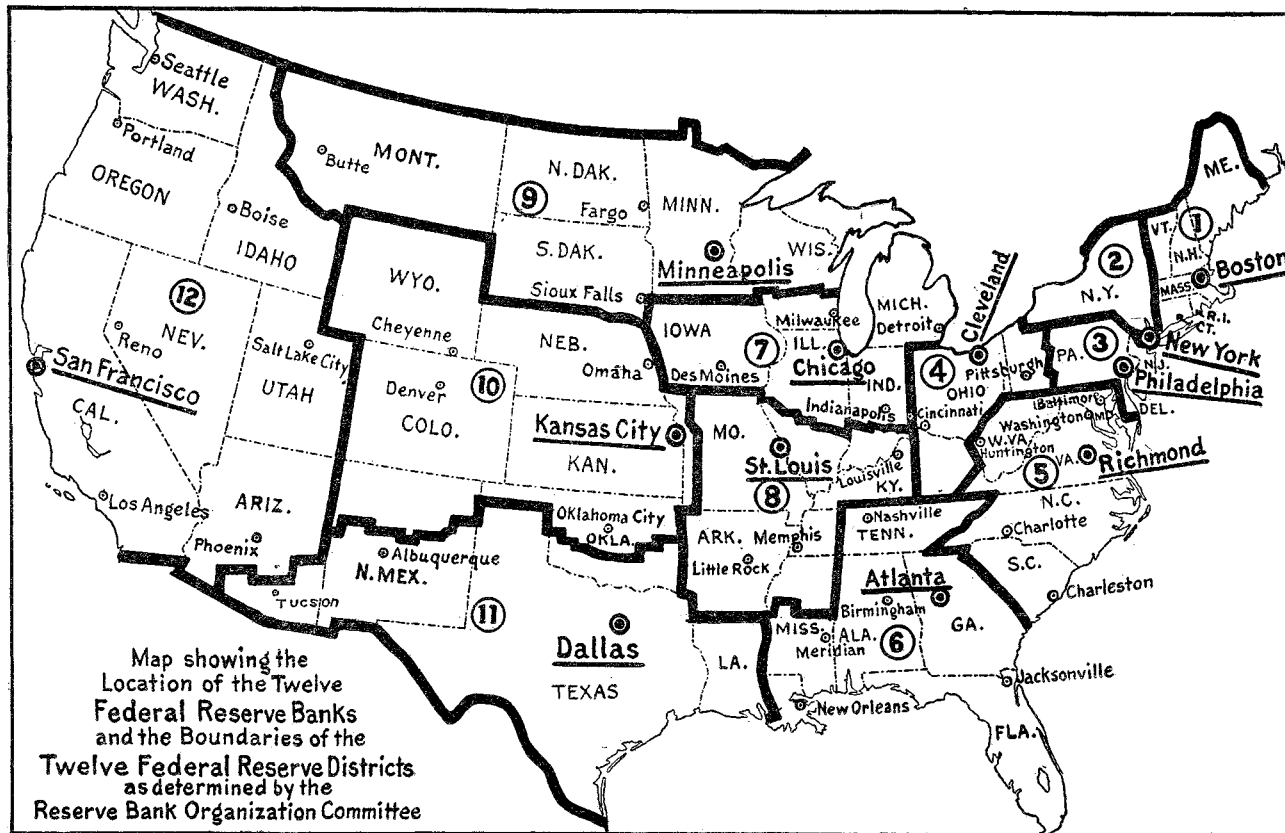 Seattle
WASH.
Portland
OREGON
Butte
MONT.
Boise
IDAHO
N. DAK.
9
Fargo
MINN.
S. DAK.
Sioux Falls
Minneapolis
WIS.
MICH.
Detroit
Cleveland
ME.
VT.
1
N.H.
Boston
MASS.
R.I.
CT.
2
N.Y.
New York
3
PA.
N.J.
Philadelphia
DEL.
12
NEV.
Reno
San Francisco
CAL.
Los Angeles
Salt Lake City
UTAH
ARIZ.
Phoenix
Tucson
WYO.
Cheyenne
NEB.
Omaha
10
Denver
COLO.
Kansas City
KAN.
IOWA
Des Moines
7
Milwaukee
ILL.
Chicago
IND.
Indianapolis
4
OHIO
Pittsburgh
Cincinnati
Baltimore
Washington
MD.
W. VA.
Huntington
VA.
5
Richmond
N.C.
Charlotte
S.C.
Charleston
MO.
St. Louis
8
Louisville
KY.
ARK.
Little Rock
Memphis
Nashville
TENN.
Oklahoma City
OKLA.
Albuquerque
N. MEX.
11
Dallas
TEXAS
LA.
MISS.
Meridian
New Orleans
Atlanta
Birmingham
ALA.
6
GA.
Jacksonville
FLA.
Map showing the
Location of the Twelve
Federal Reserve Banks
and the Boundaries of the
Twelve Federal Reserve Districts
as determined by the
Reserve Bank Organization Committee